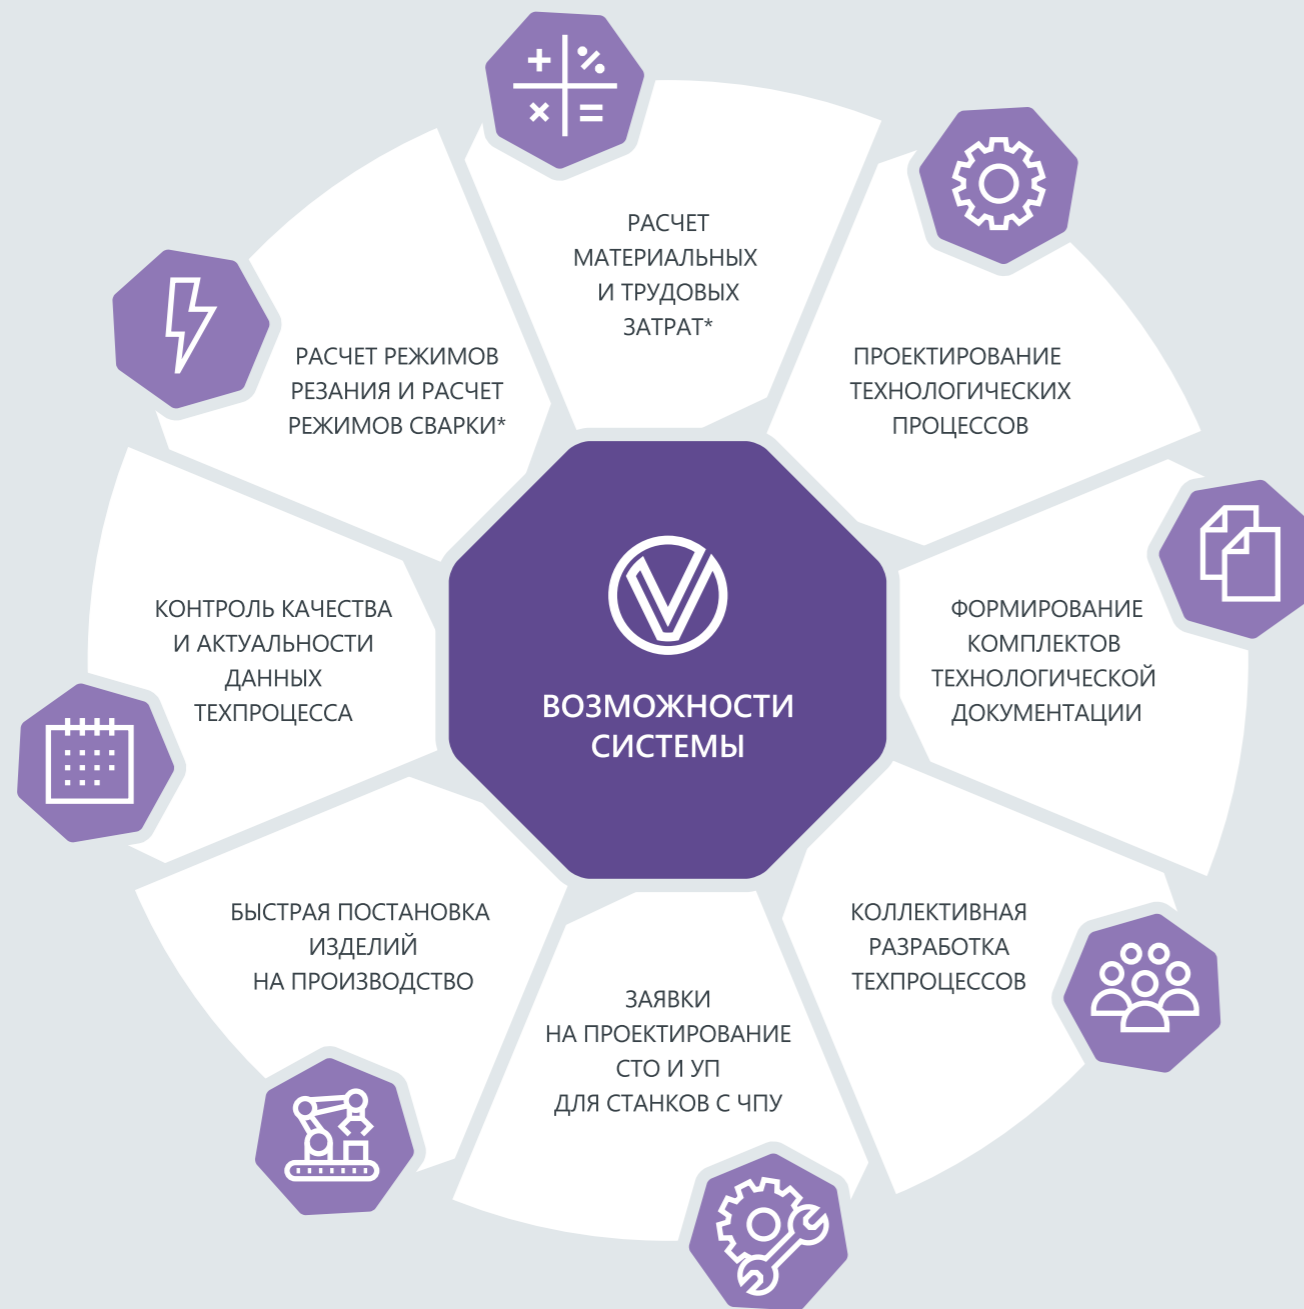 РАСЧЕТ
МАТЕРИАЛЬНЫХ
И ТРУДОВЫХ
ЗАТРАТ*
ПРОЕКТИРОВАНИЕ
ТЕХНОЛОГИЧЕСКИХ
ПРОЦЕССОВ
ФОРМИРОВАНИЕ
КОМПЛЕКТОВ
ТЕХНОЛОГИЧЕСКОЙ
ДОКУМЕНТАЦИИ
КОЛЛЕКТИВНАЯ
РАЗРАБОТКА
ТЕХПРОЦЕССОВ
ЗАЯВКИ
НА ПРОЕКТИРОВАНИЕ
СТО И УП
ДЛЯ СТАНКОВ С ЧПУ
БЫСТРАЯ ПОСТАНОВКА
ИЗДЕЛИЙ
НА ПРОИЗВОДСТВО
КОНТРОЛЬ КАЧЕСТВА
И АКТУАЛЬНОСТИ
ДАННЫХ
ТЕХПРОЦЕССА
РАСЧЕТ РЕЖИМОВ
РЕЗАНИЯ И РАСЧЕТ
РЕЖИМОВ СВАРКИ*
ВОЗМОЖНОСТИ
СИСТЕМЫ